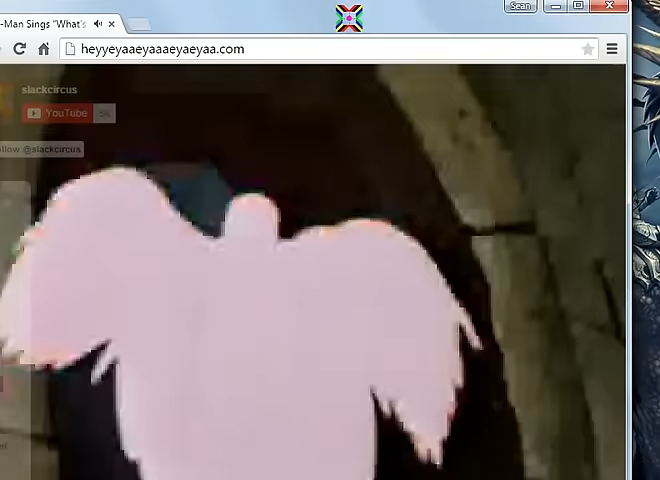 Sean
-Man Sings "What's
heyyeyaaeyaaaeyaeyaa.com
slackcircus
YouTube 5K
ollow @slackcircus